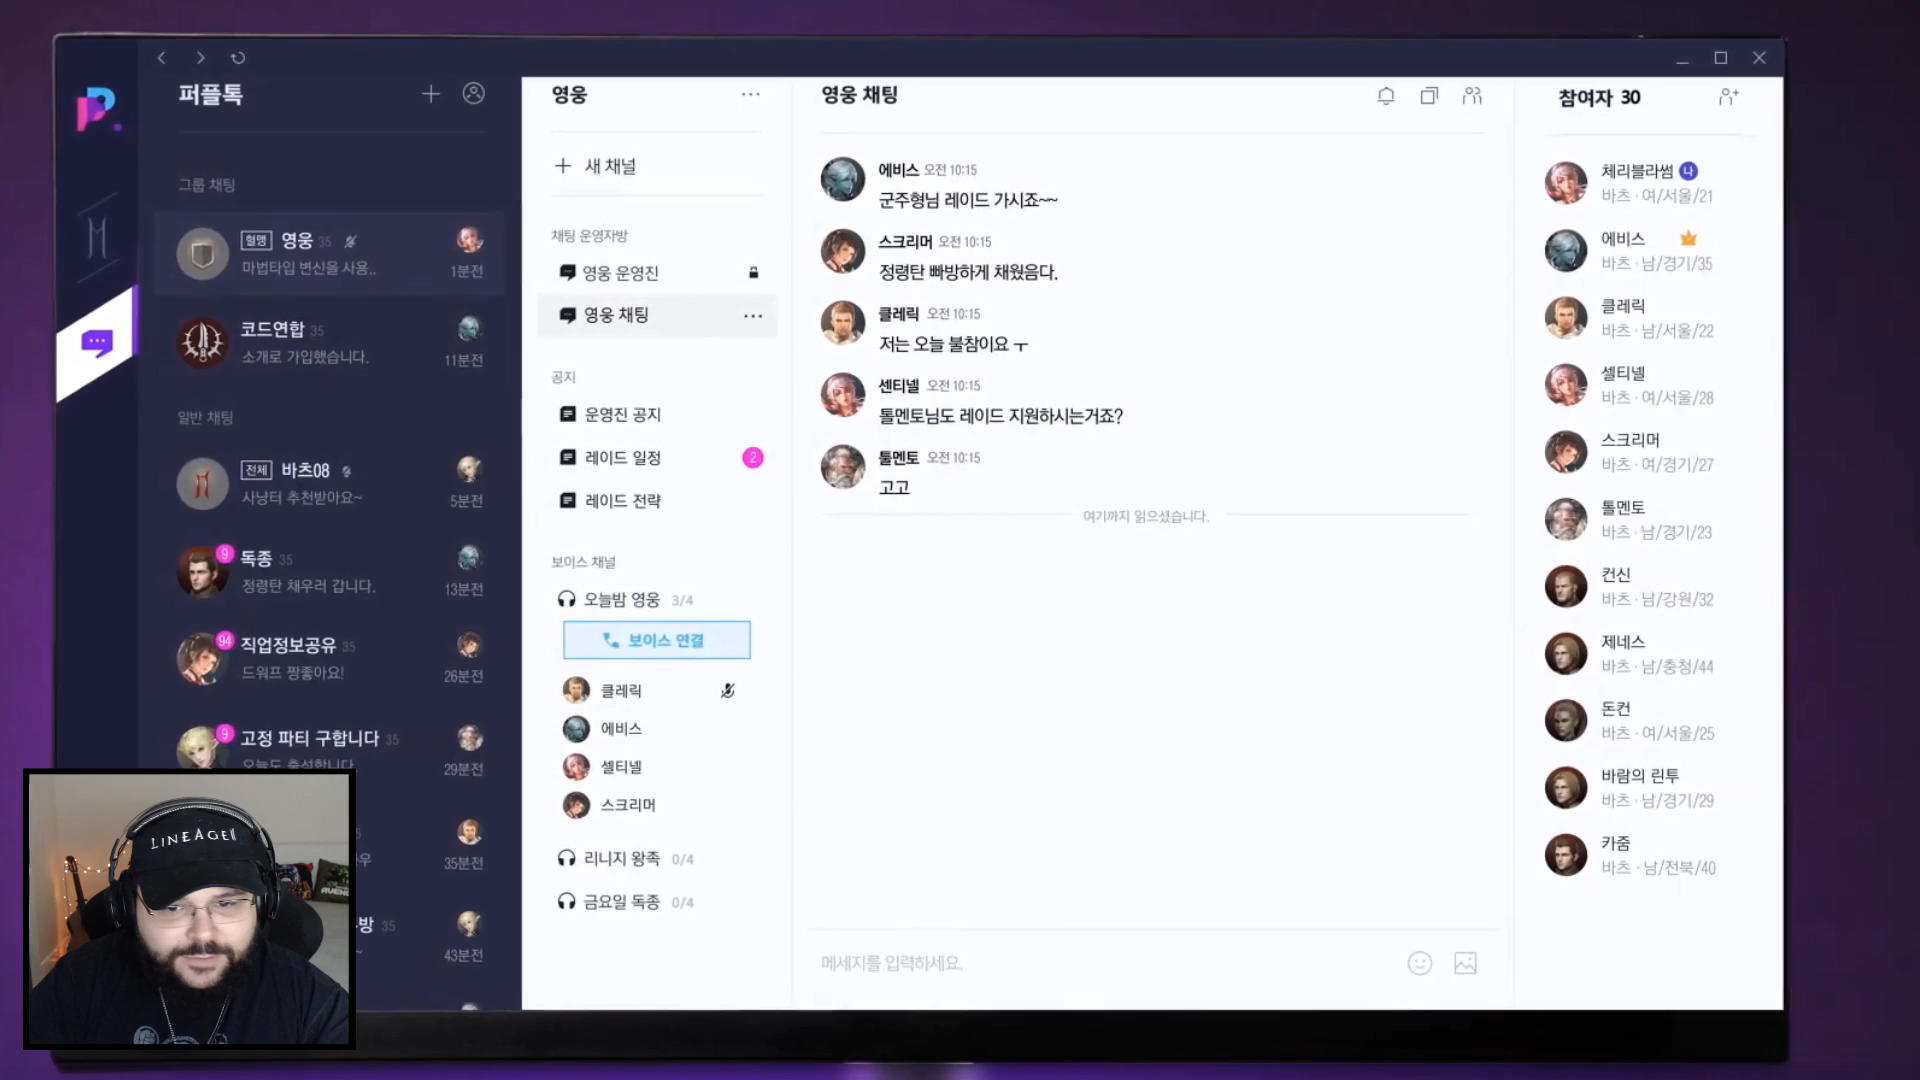 퍼플톡
그룹 채팅
혈맹 영웅 35
마법타입 변신을 사용..
1분전
코드연합 35
소개로 가입했습니다.
11분전
일반 채팅
전체 바츠08
사냥터 추천받아요~
5분전
9
독종 35
정령탄 채우러 갑니다.
13분전
94
직업정보공유 35
드워프 짱좋아요!
26분전
9
고정 파티 구합니다 35
오늘도 출석합니다
29분전
35분전
방 35
43분전
LINEAGE II
영웅
새 채널
채팅 운영자방
영웅 운영진
영웅 채팅
공지
운영진 공지
레이드 일정 2
레이드 전략
보이스 채널
오늘밤 영웅 3/4
보이스 연결
클레릭
에비스
셀티넬
스크리머
리니지 왕족 0/4
금요일 독종 0/4
영웅 채팅
에비스 오전 10:15
군주형님 레이드 가시죠~~
스크리머 오전 10:15
정령탄 빠방하게 채웠음다.
클레릭 오전 10:15
저는 오늘 불참이요 ㅜ
센티넬 오전 10:15
톨멘토님도 레이드 지원하시는거죠?
톨멘토 오전 10:15
고고
여기까지 읽으셨습니다.
메세지를 입력하세요.
참여자 30
체리블라썸 나
바츠 · 여/서울/21
에비스
바츠 · 남/경기/35
클레릭
바츠 · 남/서울/22
셀티넬
바츠 · 여/서울/28
스크리머
바츠 · 여/경기/27
톨멘토
바츠 · 남/경기/23
컨신
바츠 · 남/강원/32
제네스
바츠 · 남/충청/44
돈컨
바츠 · 여/서울/25
바람의 린투
바츠 · 남/경기/29
카줌
바츠 · 남/전북/40